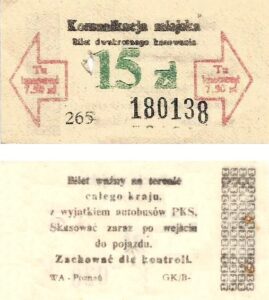 Komunikacja miejska
Bilet dwukrotnego kasowania
15 zł
Tu
kasować
7.50 zł
Tu
kasować
7.50 zł
265
180138
Bilet ważny na terenie
całego kraju,
z wyjątkiem autobusów PKS,
Skasować zaraz po wejściu
do pojazdu.
Zachować dla kontroli.
WA - Poznań
GK/B-